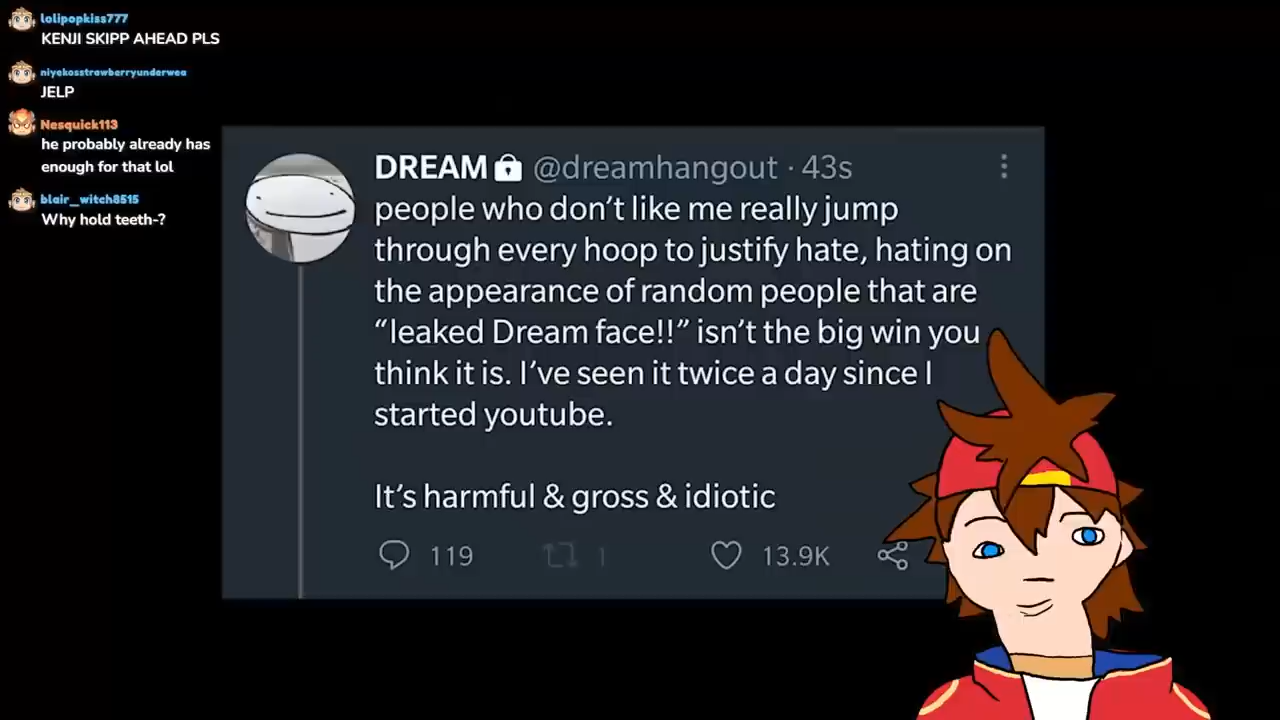 lolipopkiss777
KENJI SKIPP AHEAD PLS
niyekosstrawberryunderwea
JELP
Nesquick113
he probably already has
enough for that lol
blair_witch8515
Why hold teeth-?
DREAM @dreamhangout · 43s
people who don’t like me really jump
through every hoop to justify hate, hating on
the appearance of random people that are
“leaked Dream face!!” isn’t the big win you
think it is. I’ve seen it twice a day since I
started youtube.
It’s harmful & gross & idiotic
119 1 13.9K